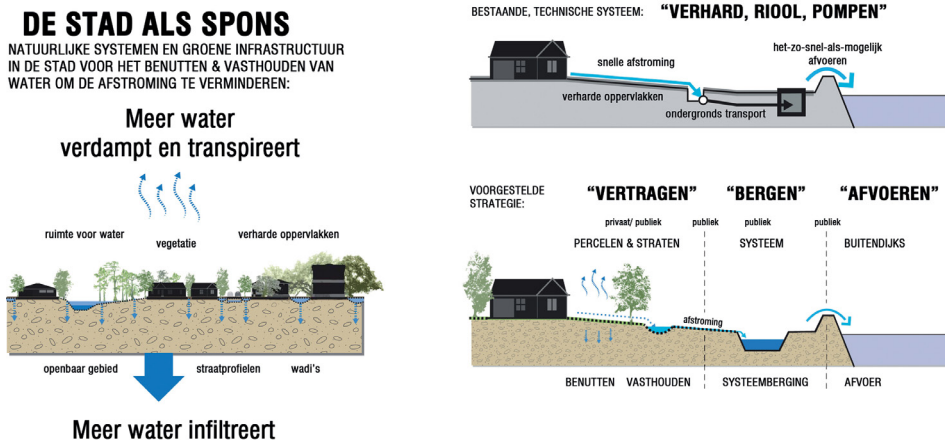 DE STAD ALS SPONS
NATUURLIJKE SYSTEMEN EN GROENE INFRASTRUCTUUR
IN DE STAD VOOR HET BENUTTEN & VASTHOUDEN VAN
WATER OM DE AFSTROMING TE VERMINDEREN:
Meer water
verdampt en transpireert
ruimte voor water
vegetatie
verharde oppervlakken
openbaar gebied
straatprofielen
wadi's
Meer water infiltreert
BESTAANDE, TECHNISCHE SYSTEEM: "VERHARD, RIOOL, POMPEN"
snelle afstroming
het-zo-snel-als-mogelijk
afvoeren
verharde oppervlakken
ondergronds transport
VOORGESTELDE
STRATEGIE:
"VERTRAGEN" "BERGEN" "AFVOEREN"
privaat/ publiek publiek publiek publiek
PERCELEN & STRATEN SYSTEEM BUITENDIJKS
afstroming
BENUTTEN VASTHOUDEN SYSTEEMBERGING AFVOER